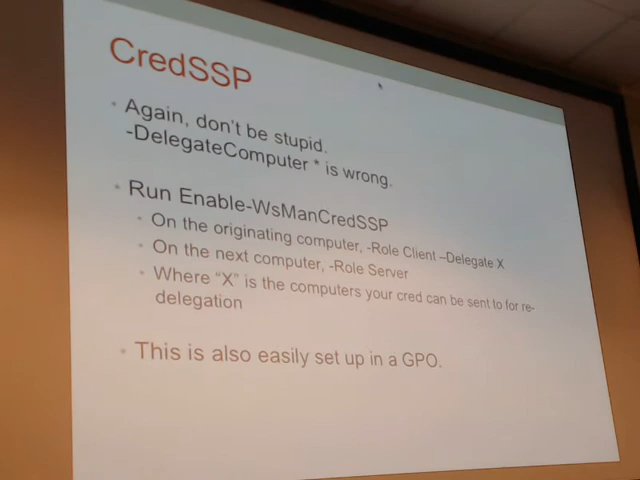 CredSSP
Again, don't be stupid.
-DelegateComputer * is wrong.
Run Enable-WsManCredSSP
On the originating computer, -Role Client –Delegate X
On the next computer, -Role Server
Where "X" is the computers your cred can be sent to for re-
delegation
This is also easily set up in a GPO.